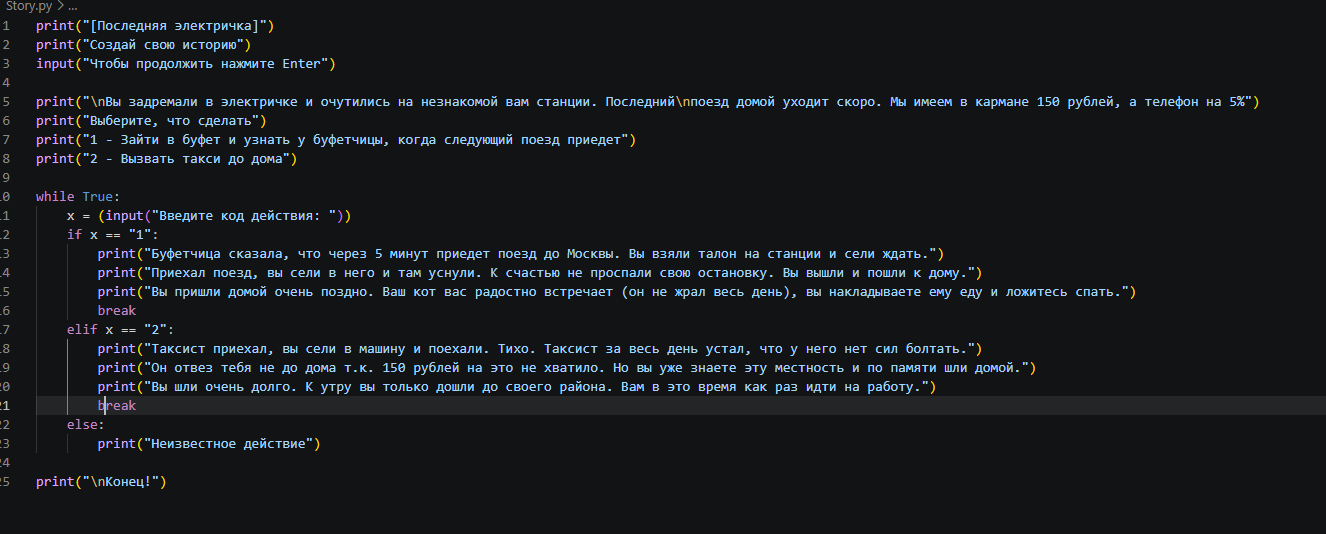 Story.py > ...
1 print("[Последняя электричка]")
2 print("Создай свою историю")
3 input("Чтобы продолжить нажмите Enter")
4
5 print("\nВы задремали в электричке и очутились на незнакомой вам станции. Последний\nпоезд домой уходит скоро. Мы имеем в кармане 150 рублей, а телефон на 5%")
6 print("Выберите, что сделать")
7 print("1 - Зайти в буфет и узнать у буфетчицы, когда следующий поезд приедет")
8 print("2 - Вызвать такси до дома")
9
10 while True:
11     x = (input("Введите код действия: "))
12     if x == "1":
13         print("Буфетчица сказала, что через 5 минут приедет поезд до Москвы. Вы взяли талон на станции и сели ждать.")
14         print("Приехал поезд, вы сели в него и там уснули. К счастью не проспали свою остановку. Вы вышли и пошли к дому.")
15         print("Вы пришли домой очень поздно. Ваш кот вас радостно встречает (он не жрал весь день), вы накладываете ему еду и ложитесь спать.")
16         break
17     elif x == "2":
18         print("Таксист приехал, вы сели в машину и поехали. Тихо. Таксист за весь день устал, что у него нет сил болтать.")
19         print("Он отвез тебя не до дома т.к. 150 рублей на это не хватило. Но вы уже знаете эту местность и по памяти шли домой.")
20         print("Вы шли очень долго. К утру вы только дошли до своего района. Вам в это время как раз идти на работу.")
21         break
22     else:
23         print("Неизвестное действие")
24
25 print("\nКонец!")